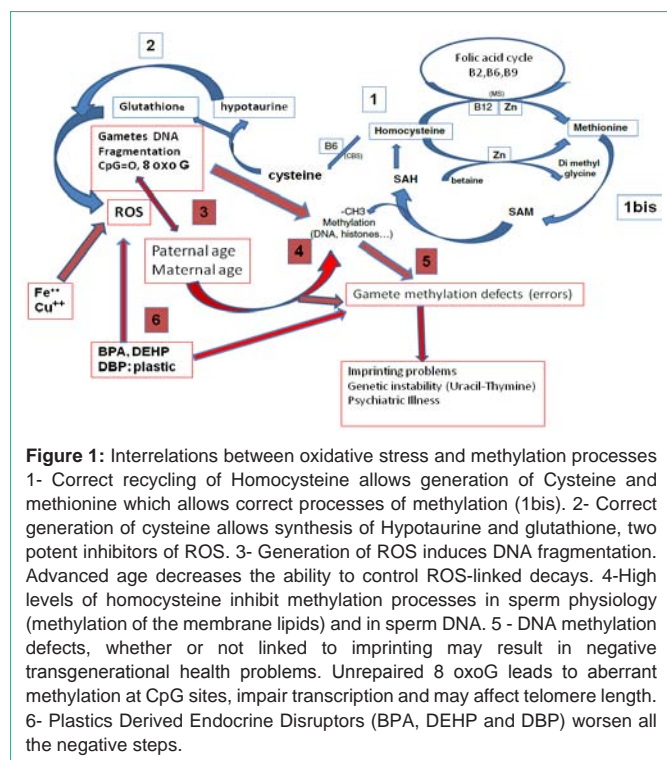 2
Folic acid cycle
B2,B6,B9
(MS)
B12 Zn
Glutathione hypotaurine
1
Homocysteine
Methionine
Gametes DNA
Fragmentation
CpG=O, 8 oxo G
B6
(CBS)
cysteine
Zn
betaine
Di methyl
glycine
SAH
SAM
1bis
ROS
3
-CH3
Methylation
(DNA, histones...)
4
5
Paternal age
Maternal age
Fe++
Cu++
Gamete methylation defects (errors)
6
BPA, DEHP
DBP; plastic
Imprinting problems
Genetic instability (Uracil-Thymine)
Psychiatric Illness
Figure 1: Interrelations between oxidative stress and methylation processes
1- Correct recycling of Homocysteine allows generation of Cysteine and
methionine which allows correct processes of methylation (1bis). 2- Correct
generation of cysteine allows synthesis of Hypotaurine and glutathione, two
potent inhibitors of ROS. 3- Generation of ROS induces DNA fragmentation.
Advanced age decreases the ability to control ROS-linked decays. 4-High
levels of homocysteine inhibit methylation processes in sperm physiology
(methylation of the membrane lipids) and in sperm DNA. 5 - DNA methylation
defects, whether or not linked to imprinting may result in negative
transgenerational health problems. Unrepaired 8 oxoG leads to aberrant
methylation at CpG sites, impair transcription and may affect telomere length.
6- Plastics Derived Endocrine Disruptors (BPA, DEHP and DBP) worsen all
the negative steps.